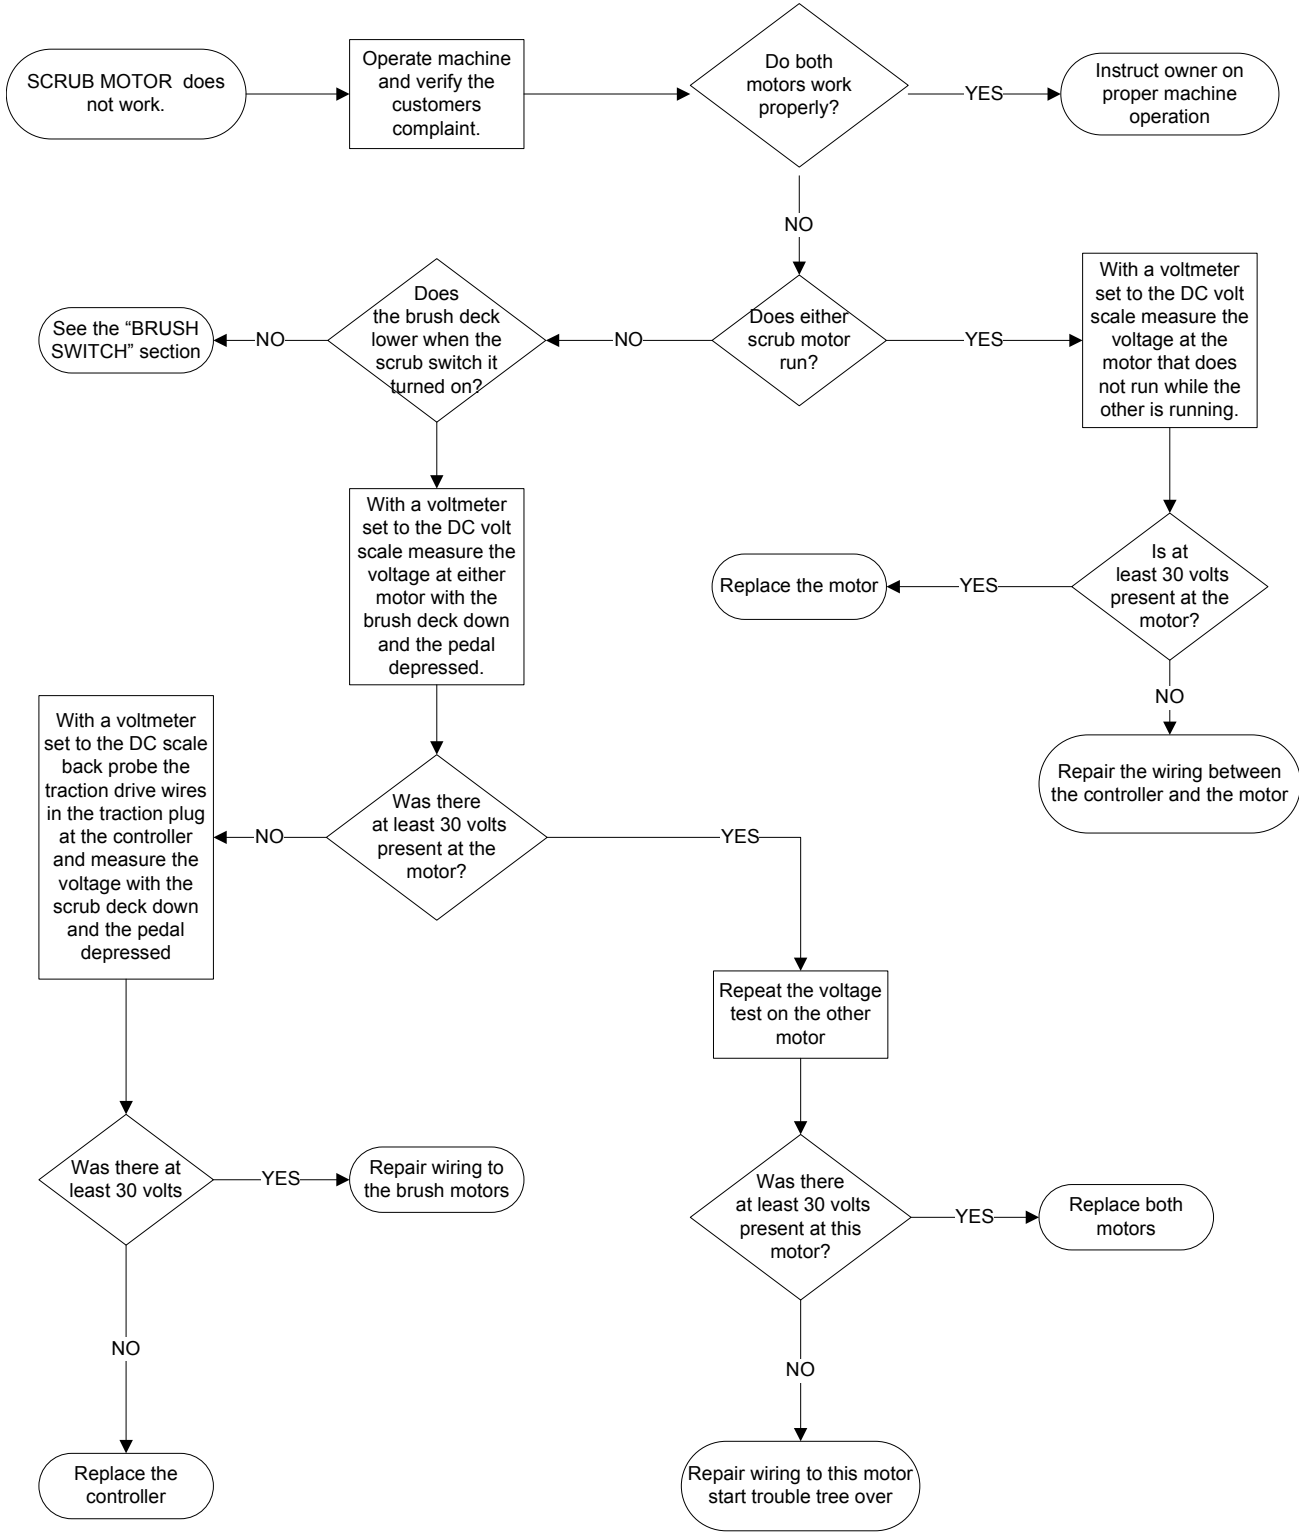 SCRUB MOTOR does
not work.
Operate machine
and verify the
customers
complaint.
Do both
motors work
properly?
YES
Instruct owner on
proper machine
operation
NO
See the “BRUSH
SWITCH” section
NO
Does
the brush deck
lower when the
scrub switch it
turned on?
NO
Does either
scrub motor
run?
YES
With a voltmeter
set to the DC volt
scale measure the
voltage at the
motor that does
not run while the
other is running.
With a voltmeter
set to the DC volt
scale measure the
voltage at either
motor with the
brush deck down
and the pedal
depressed.
Replace the motor
YES
Is at
least 30 volts
present at the
motor?
NO
Repair the wiring between
the controller and the motor
With a voltmeter
set to the DC scale
back probe the
traction drive wires
in the traction plug
at the controller
and measure the
voltage with the
scrub deck down
and the pedal
depressed
NO
Was there
at least 30 volts
present at the
motor?
YES
Repeat the voltage
test on the other
motor
Was there at
least 30 volts
YES
Repair wiring to
the brush motors
Was there
at least 30 volts
present at this
motor?
YES
Replace both
motors
NO
NO
Replace the
controller
Repair wiring to this motor
start trouble tree over